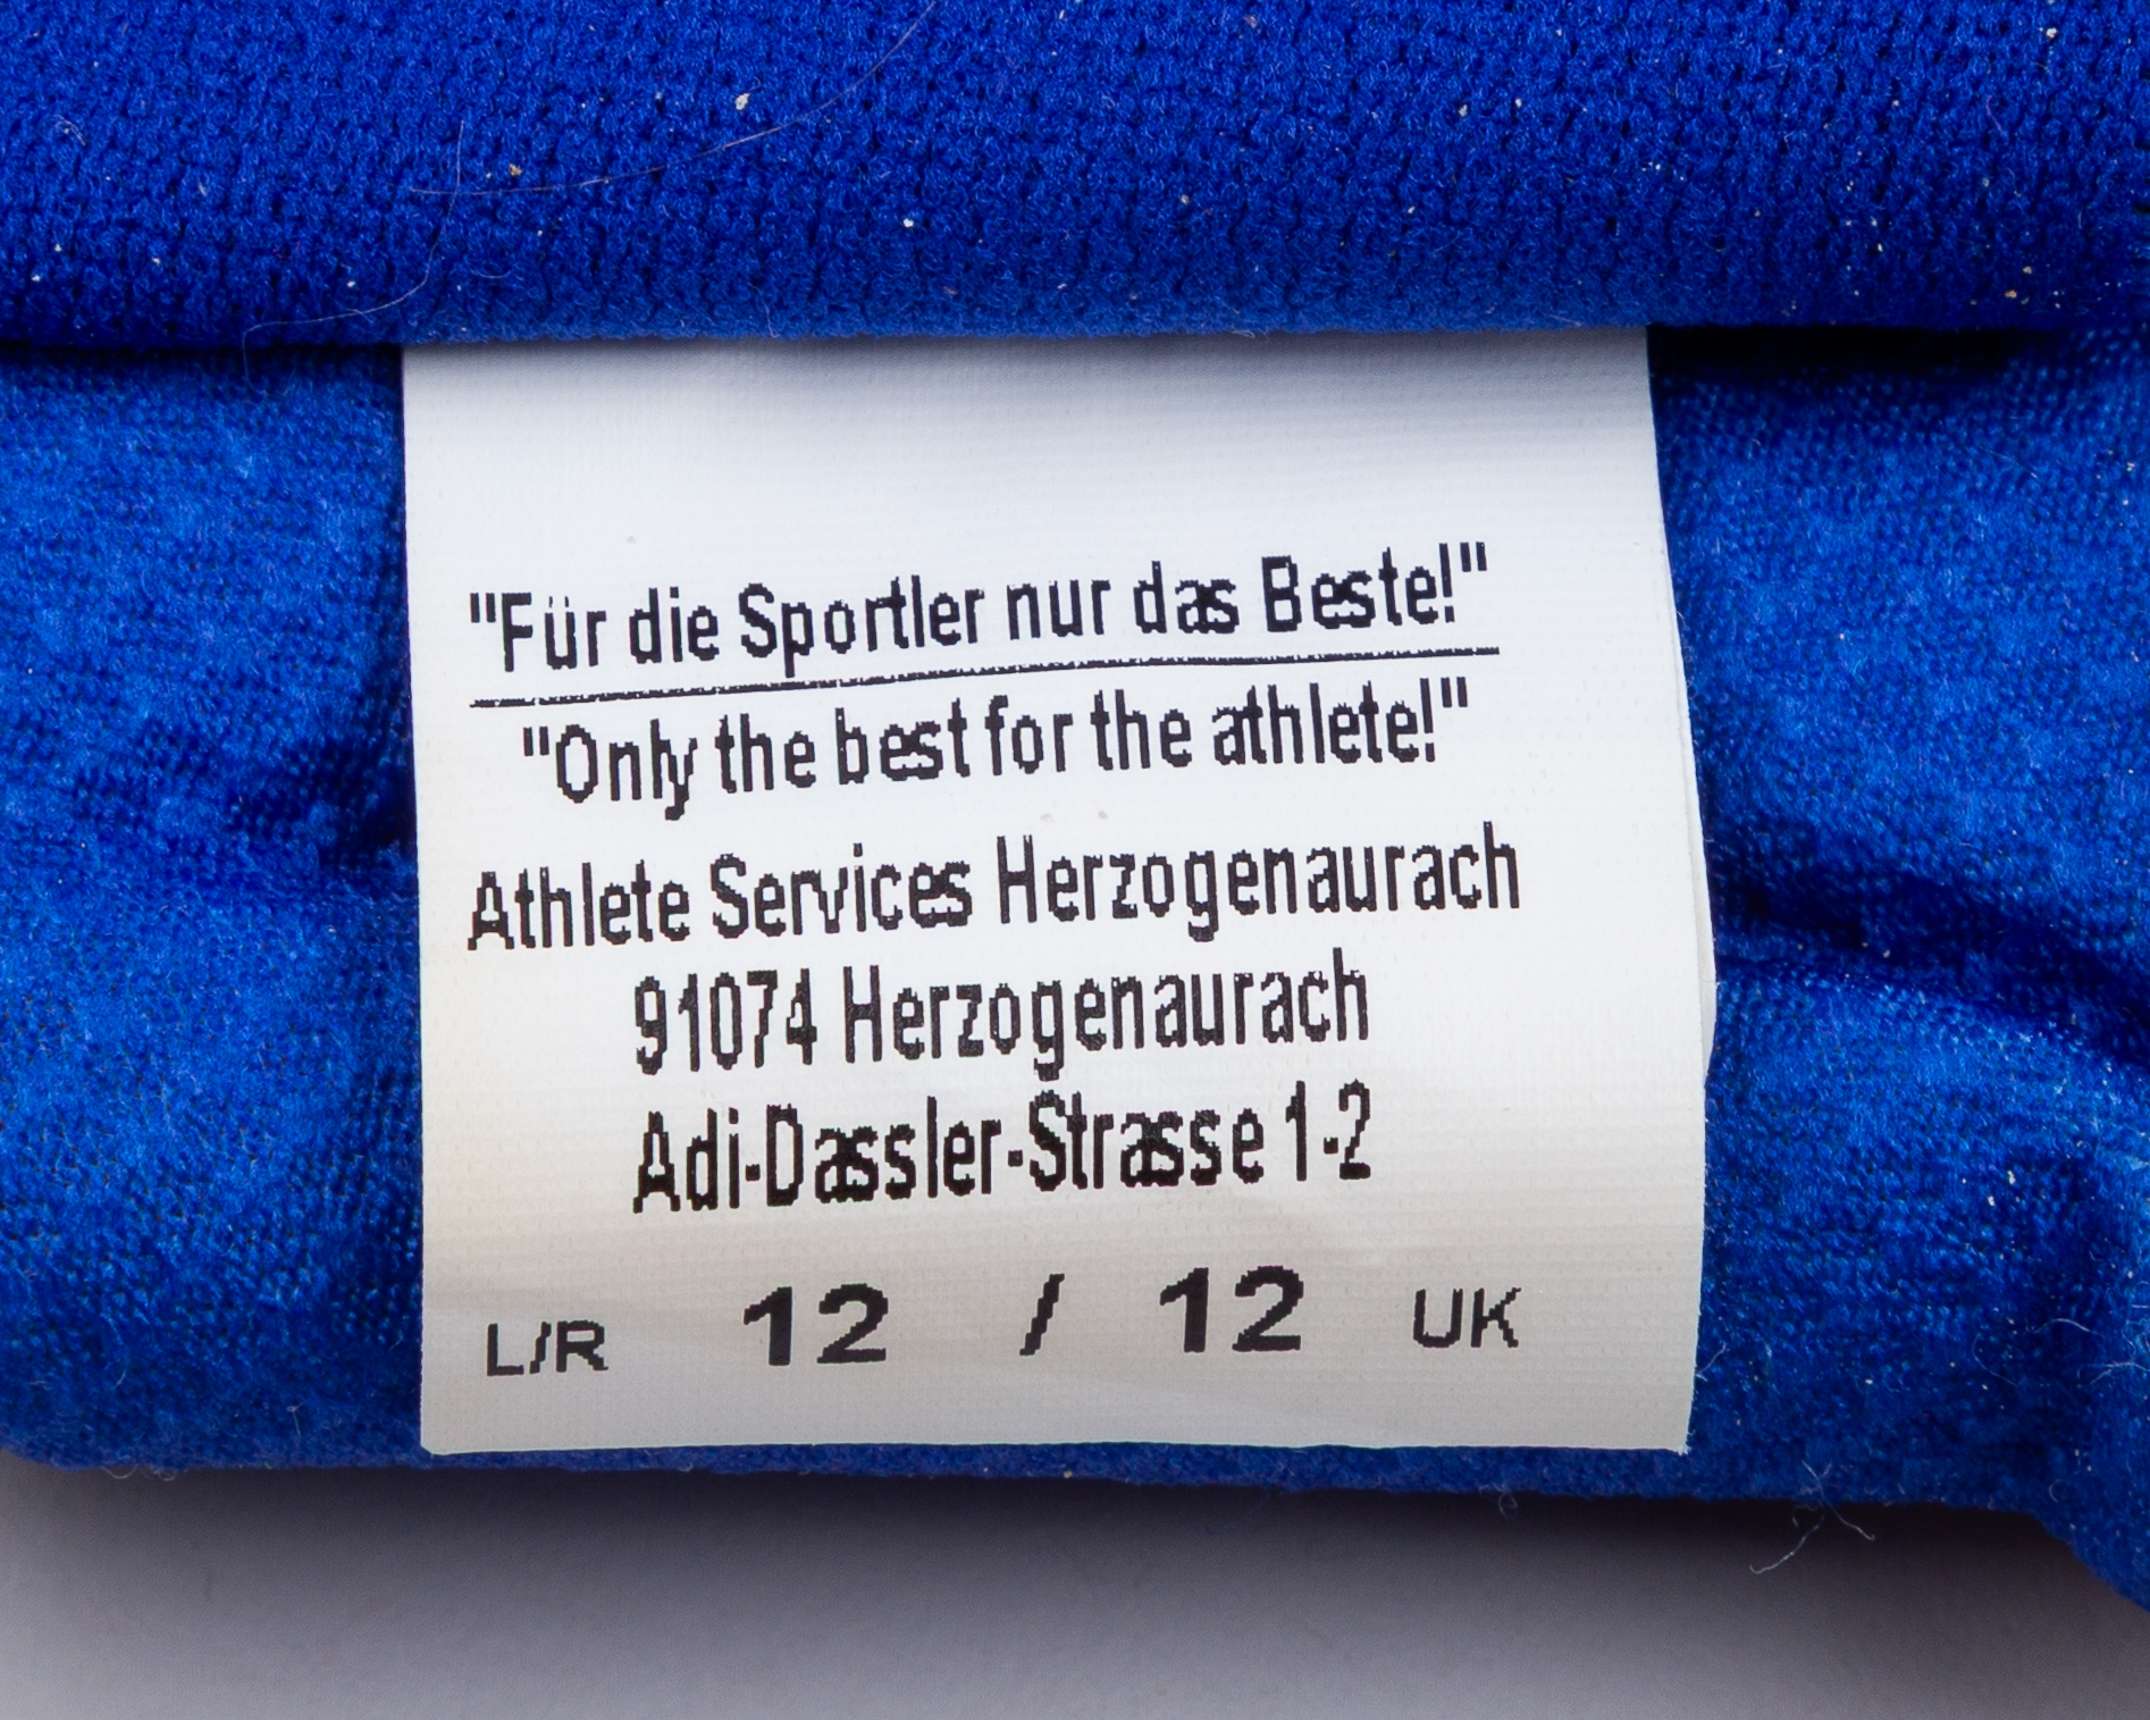 "Für die Sportler nur das Beste!"
"Only the best for the athlete!"
Athlete Services Herzogenaurach
91074 Herzogenaurach
Adi-Dassler-Strasse 1-2
L/R 12 / 12 UK